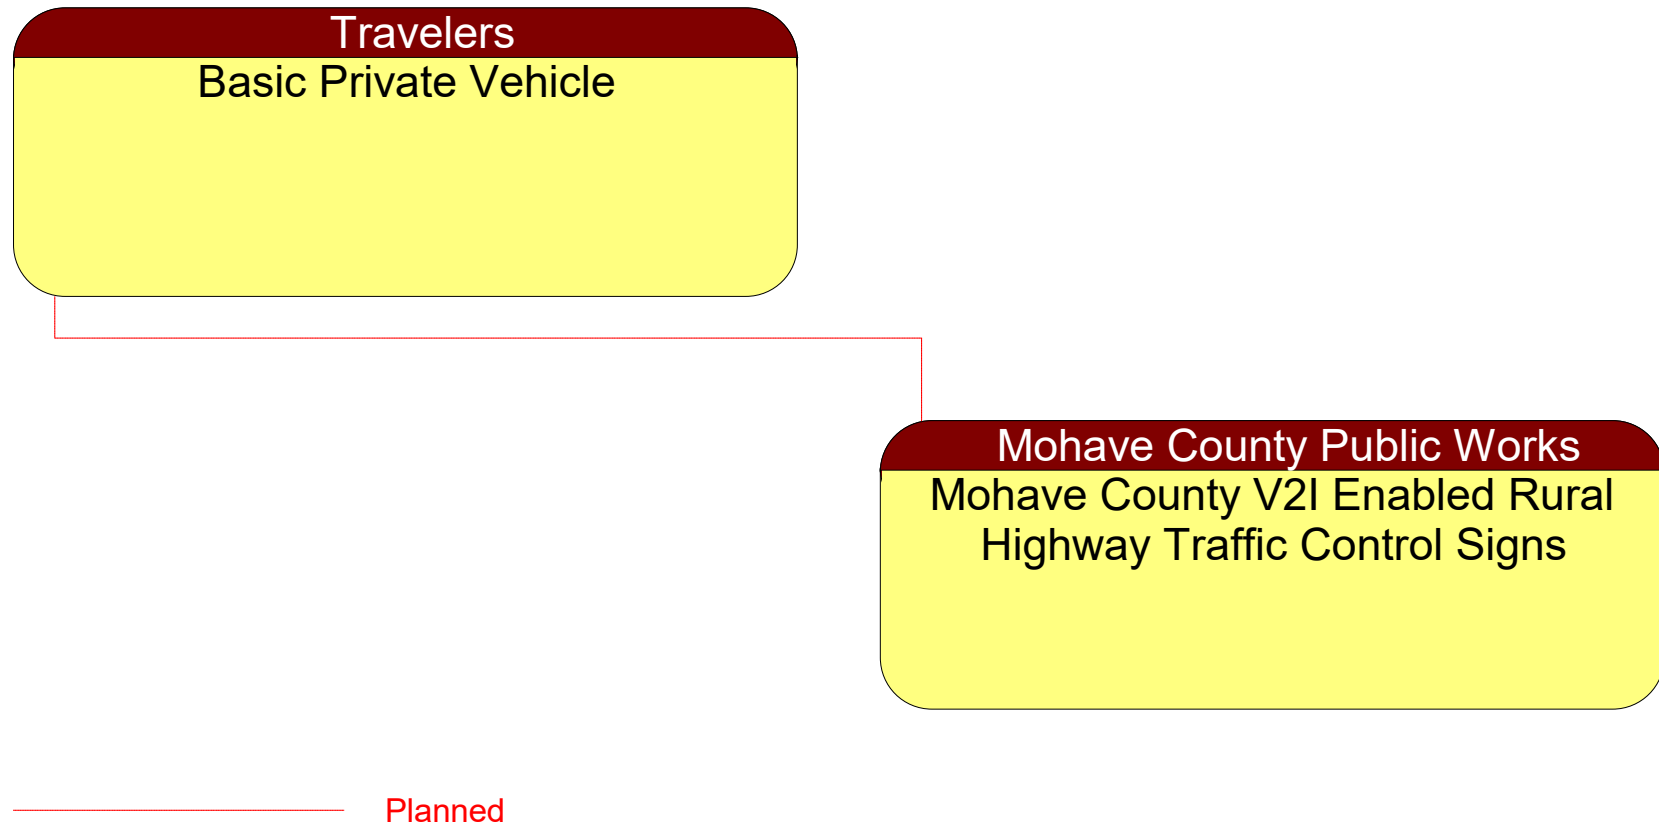 Travelers
Basic Private Vehicle
Mohave County Public Works
Mohave County V2I Enabled Rural
Highway Traffic Control Signs
Planned